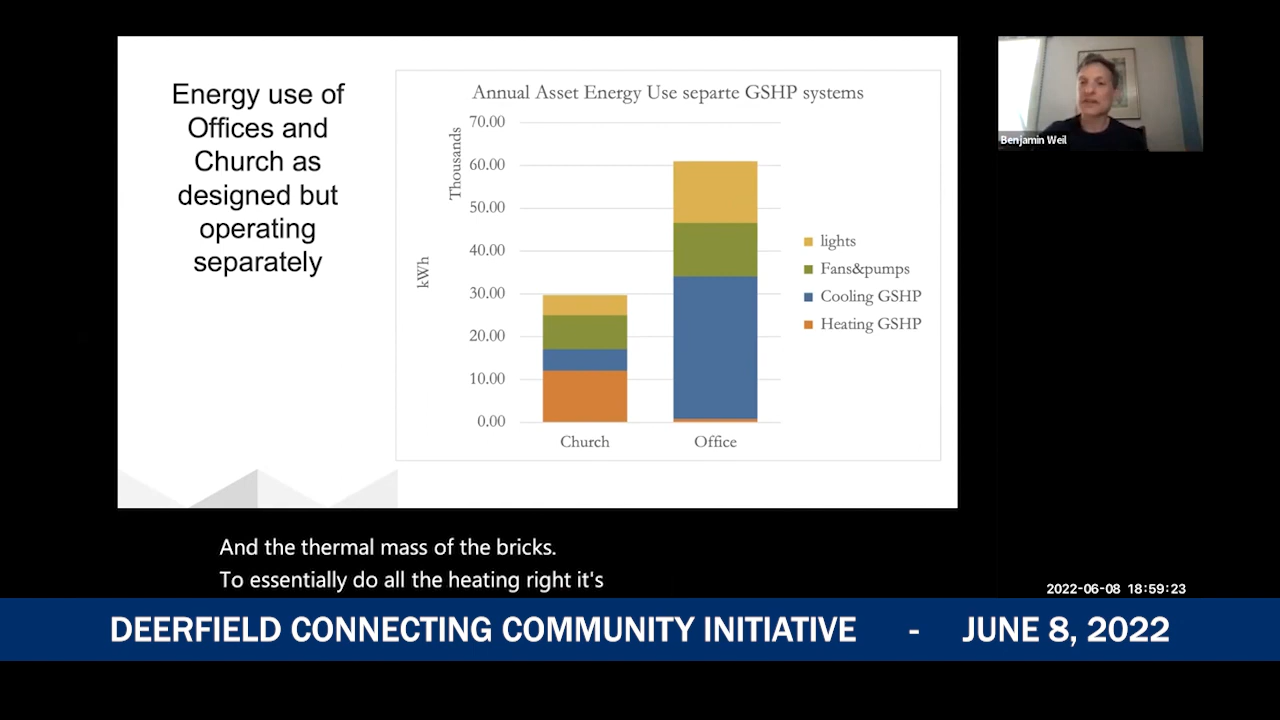 Energy use of
Offices and
Church as
designed but
operating
separately
Annual Asset Energy Use separte GSHP systems
Thousands
kWh
70.00
60.00
50.00
40.00
30.00
20.00
10.00
0.00
Church
Office
lights
Fans&pumps
Cooling GSHP
Heating GSHP
Benjamin Weil
And the thermal mass of the bricks.
To essentially do all the heating right it's
2022-06-08 18:59:23
DEERFIELD CONNECTING COMMUNITY INITIATIVE - JUNE 8, 2022